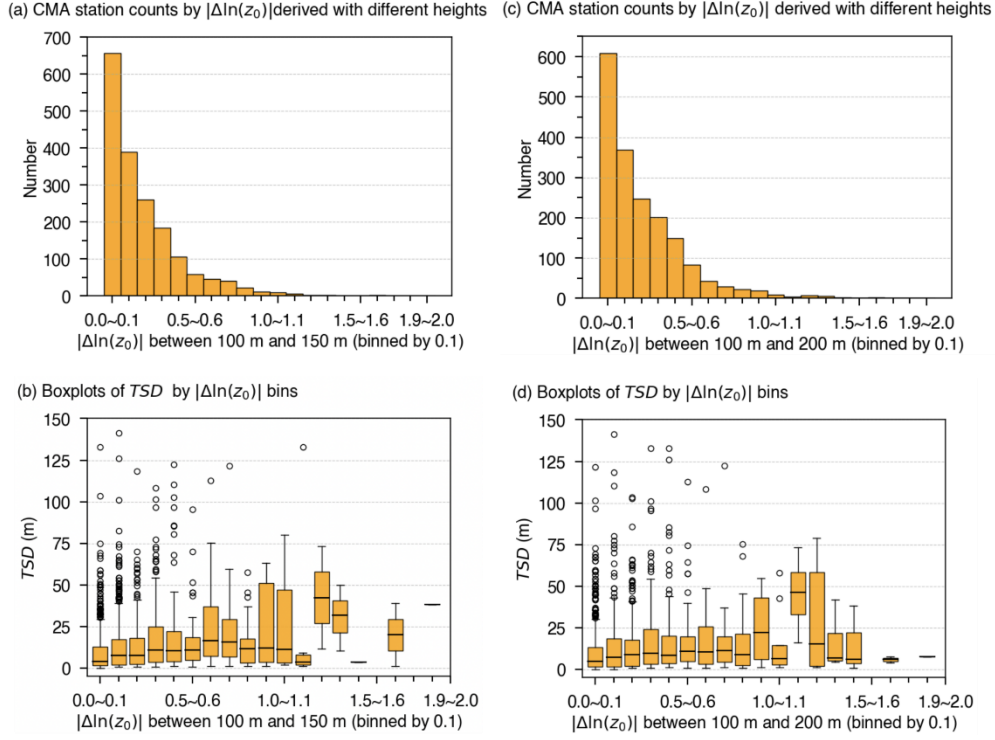 (a) CMA station counts by |Δln(z₀)|derived with different heights
700
600
500
400
300
200
100
0
Number
0.0~0.1 0.5~0.6 1.0~1.1 1.5~1.6 1.9~2.0
|Δln(z₀)| between 100 m and 150 m (binned by 0.1)
(c) CMA station counts by |Δln(z₀)| derived with different heights
600
500
400
300
200
100
0
Number
0.0~0.1 0.5~0.6 1.0~1.1 1.5~1.6 1.9~2.0
|Δln(z₀)| between 100 m and 200 m (binned by 0.1)
(b) Boxplots of TSD by |Δln(z₀)| bins
150
125
100
75
50
25
0
TSD (m)
0.0~0.1 0.5~0.6 1.0~1.1 1.5~1.6 1.9~2.0
|Δln(z₀)| between 100 m and 150 m (binned by 0.1)
(d) Boxplots of TSD by |Δln(z₀)| bins
150
125
100
75
50
25
0
TSD (m)
0.0~0.1 0.5~0.6 1.0~1.1 1.5~1.6 1.9~2.0
|Δln(z₀)| between 100 m and 200 m (binned by 0.1)